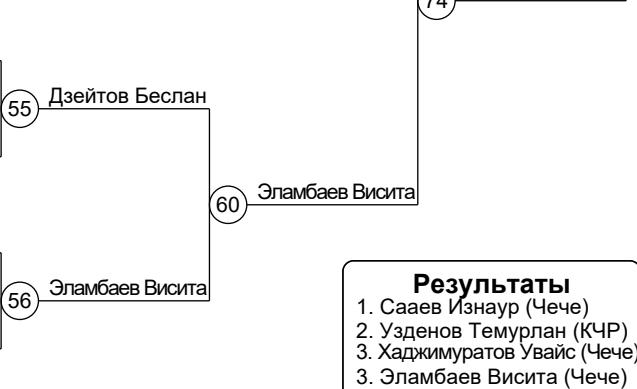 74
55 Дзейтов Беслан
60 Эламбаев Висита
56 Эламбаев Висита
Результаты
1. Сааев Изнаур (Чече)
2. Узденов Темурлан (КЧР)
3. Хаджимуратов Увайс (Чече)
3. Эламбаев Висита (Чече)